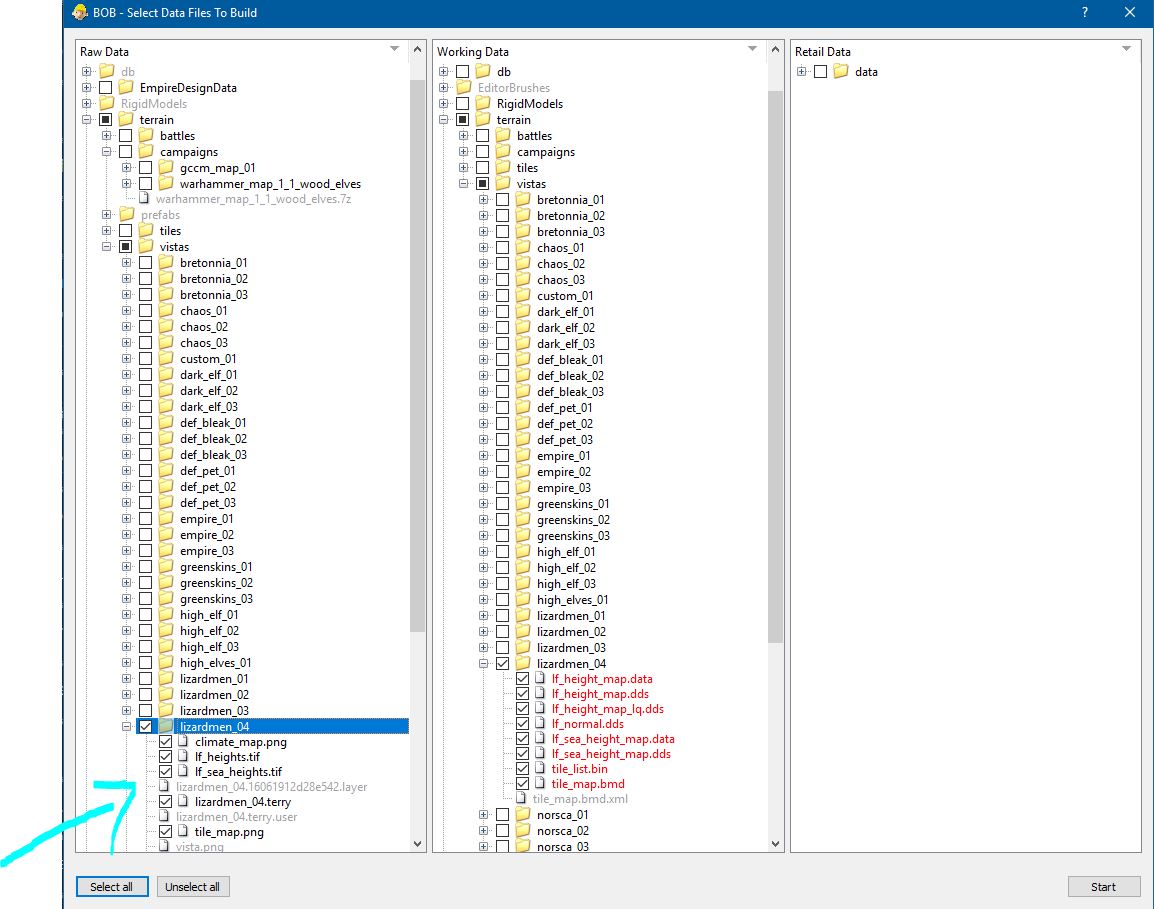 BOB - Select Data Files To Build
?
Raw Data
db
EmpireDesignData
RigidModels
terrain
battles
campaigns
gccm_map_01
warhammer_map_1_1_wood_elves
warhammer_map_1_1_wood_elves.7z
prefabs
tiles
vistas
bretonnia_01
bretonnia_02
bretonnia_03
chaos_01
chaos_02
chaos_03
custom_01
dark_elf_01
dark_elf_02
dark_elf_03
def_bleak_01
def_bleak_02
def_bleak_03
def_pet_01
def_pet_02
def_pet_03
empire_01
empire_02
empire_03
greenskins_01
greenskins_02
greenskins_03
high_elf_01
high_elf_02
high_elf_03
high_elves_01
lizardmen_01
lizardmen_02
lizardmen_03
lizardmen_04
climate_map.png
lf_heights.tif
lf_sea_heights.tif
lizardmen_04.16061912d28e542.layer
lizardmen_04.terry
lizardmen_04.terry.user
tile_map.png
vista.png
Working Data
db
EditorBrushes
RigidModels
terrain
battles
campaigns
tiles
vistas
bretonnia_01
bretonnia_02
bretonnia_03
chaos_01
chaos_02
chaos_03
custom_01
dark_elf_01
dark_elf_02
dark_elf_03
def_bleak_01
def_bleak_02
def_bleak_03
def_pet_01
def_pet_02
def_pet_03
empire_01
empire_02
empire_03
greenskins_01
greenskins_02
greenskins_03
high_elf_01
high_elf_02
high_elf_03
high_elves_01
lizardmen_01
lizardmen_02
lizardmen_03
lizardmen_04
lf_height_map.data
lf_height_map.dds
lf_height_map_lq.dds
lf_normal.dds
lf_sea_height_map.data
lf_sea_height_map.dds
tile_list.bin
tile_map.bmd
tile_map.bmd.xml
norsca_01
norsca_02
norsca_03
Retail Data
data
Select all
Unselect all
Start